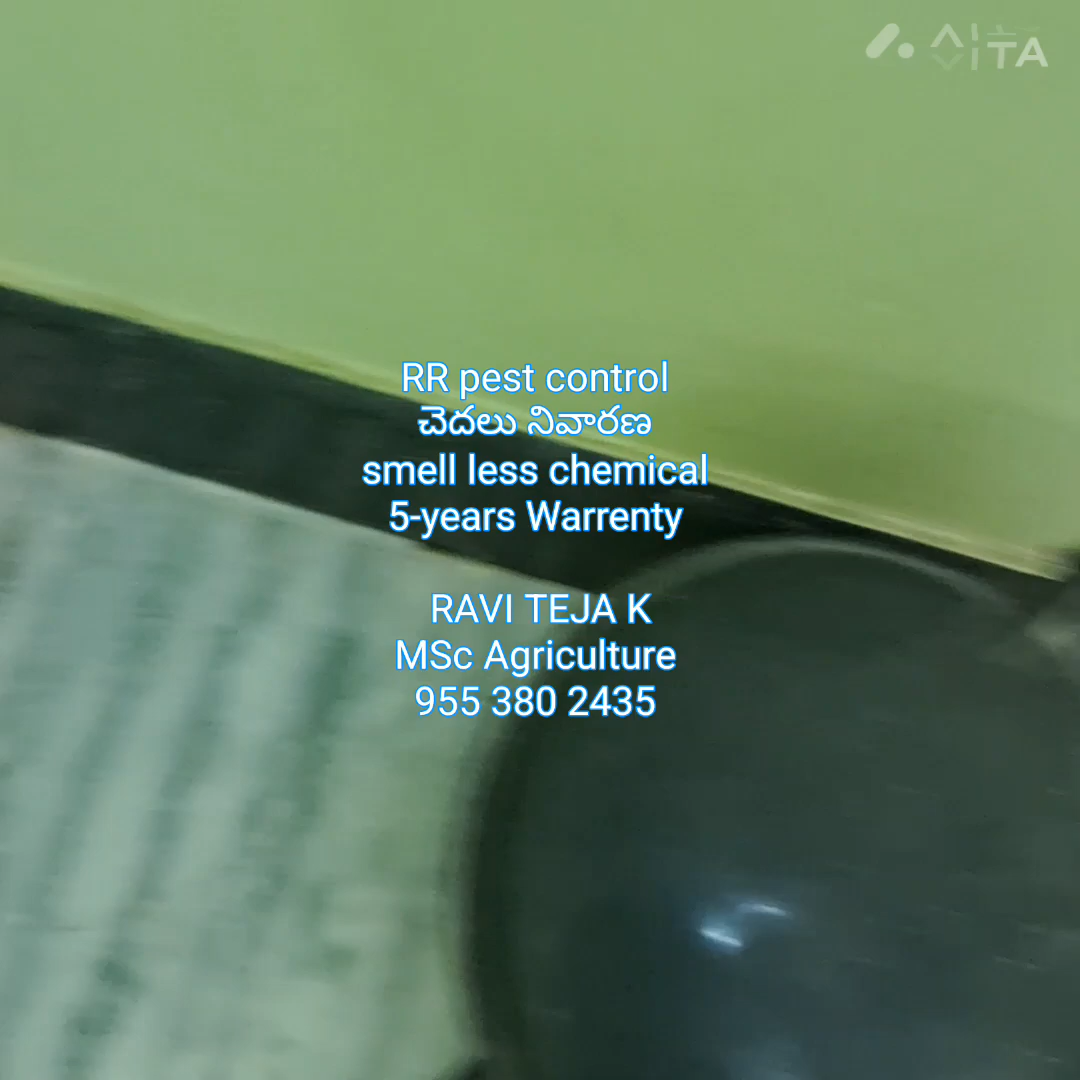 RR pest control
చెదలు నివారణ
smell less chemical
5-years Warrenty
RAVI TEJA K
MSc Agriculture
955 380 2435